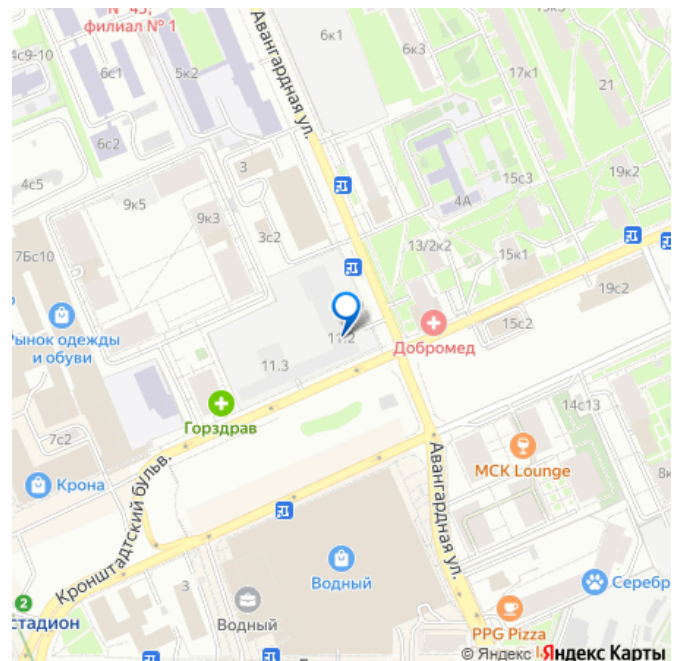 № 45,
филиал № 1
4с9-10
6с1
5к2
Авангардная ул.
6к1
6к3
17к1
21
6с2
3
4с5
9к5
9к3
3с2
4А
15с3
19к2
13/2к2
15к1
7Бс10
19с2
Рынок одежды
и обуви
11.2
15с2
Добромед
11.3
Горздрав
14с13
7с2
Крона
Кронштадтский бульв.
MCK Lounge
Авангардная ул.
Водный
3
2
стадион
Водный
Серебр
PPG Pizza
© Яндекс Яндекс Карты